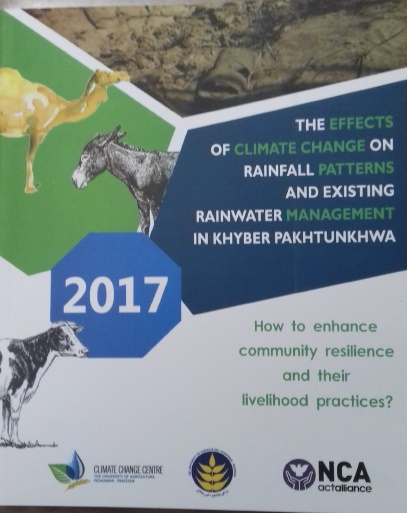 THE EFFECTS
OF CLIMATE CHANGE ON
RAINFALL PATTERNS
AND EXISTING
RAINWATER MANAGEMENT
IN KHYBER PAKHTUNKHWA
2017
How to enhance
community resilience
and their
livelihood practices?
CLIMATE CHANGE CENTRE
THE UNIVERSITY OF AGRICULTURE
PESHAWAR, PAKISTAN
NCA
actalliance